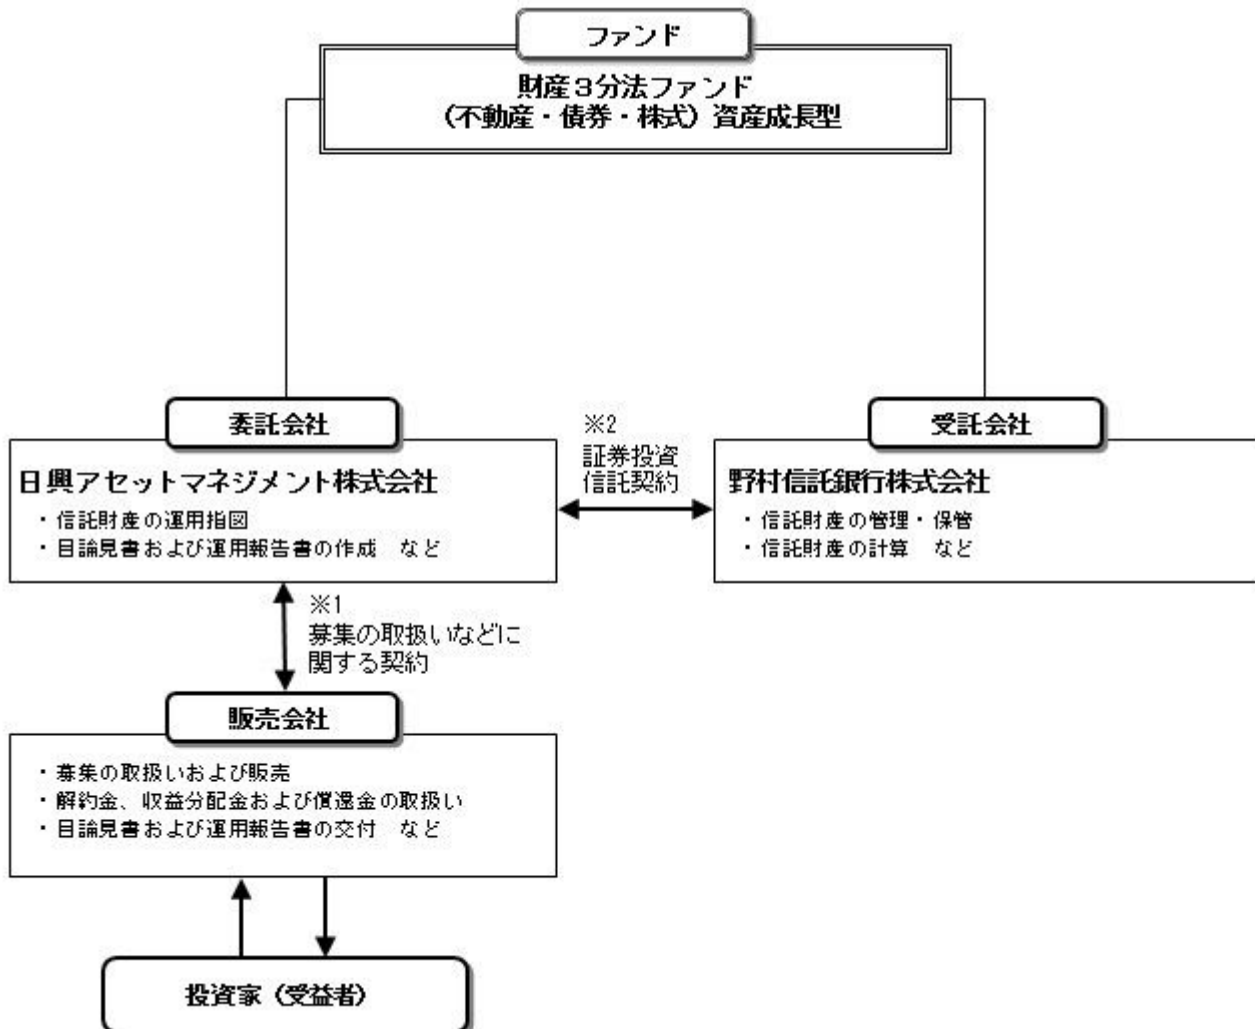 ファンド
財産3分法ファンド
(不動産・債券・株式)資産成長型
委託会社
日興アセットマネジメント株式会社
・信託財産の運用指図
・目論見書および運用報告書の作成 など
※2
証券投資
信託契約
受託会社
野村信託銀行株式会社
・信託財産の管理・保管
・信託財産の計算 など
※1
募集の取扱いなどに
関する契約
販売会社
・募集の取扱いおよび販売
・解約金、収益分配金および償還金の取扱い
・目論見書および運用報告書の交付 など
投資家(受益者)